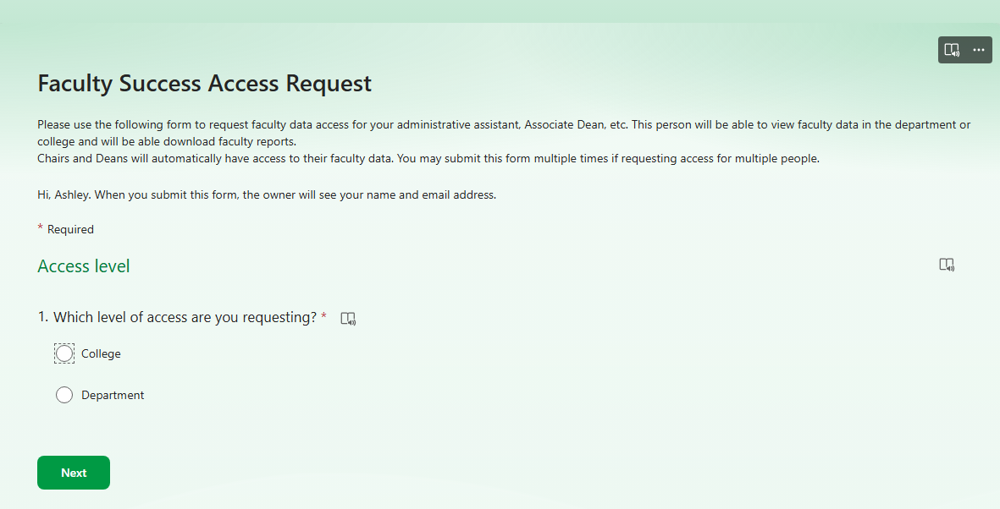 Faculty Success Access Request
Please use the following form to request faculty data access for your administrative assistant, Associate Dean, etc. This person will be able to view faculty data in the department or
college and will be able download faculty reports.
Chairs and Deans will automatically have access to their faculty data. You may submit this form multiple times if requesting access for multiple people.
Hi, Ashley. When you submit this form, the owner will see your name and email address.
* Required
Access level
1. Which level of access are you requesting? *
College
Department
Next